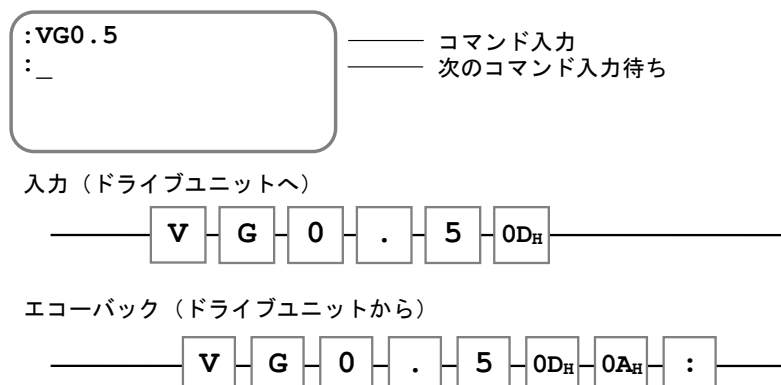 :VG0.5 コマンド入力
:_ 次のコマンド入力待ち
入力（ドライブユニットへ）
V G 0 . 5 0DH
エコーバック（ドライブユニットから）
V G 0 . 5 0DH 0AH :